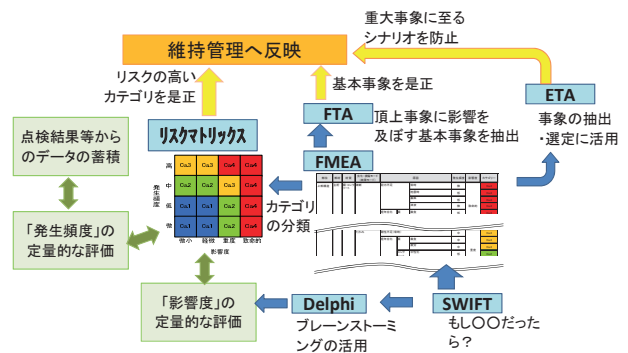 重大事象に至る
シナリオを防止
維持管理へ反映
リスクの高い
カテゴリを是正
基本事象を是正
ETA
事象の抽出
・選定に活用
FTA
頂上事象に影響を
及ぼす基本事象を抽出
点検結果等から
のデータの蓄積
リスクマトリックス
FMEA
発生頻度
高 Ca3 Ca3 Ca4 Ca4
中 Ca2 Ca2 Ca3 Ca4
低 Ca1 Ca1 Ca2 Ca4
微 Ca1 Ca1 Ca2 Ca4
微小 軽微 重度 致命的
影響度
カテゴリ
の分類
「発生頻度」の
定量的な評価
「影響度」の
定量的な評価
Delphi
ブレーンストーミ
ングの活用
SWIFT
もし〇〇だった
ら？